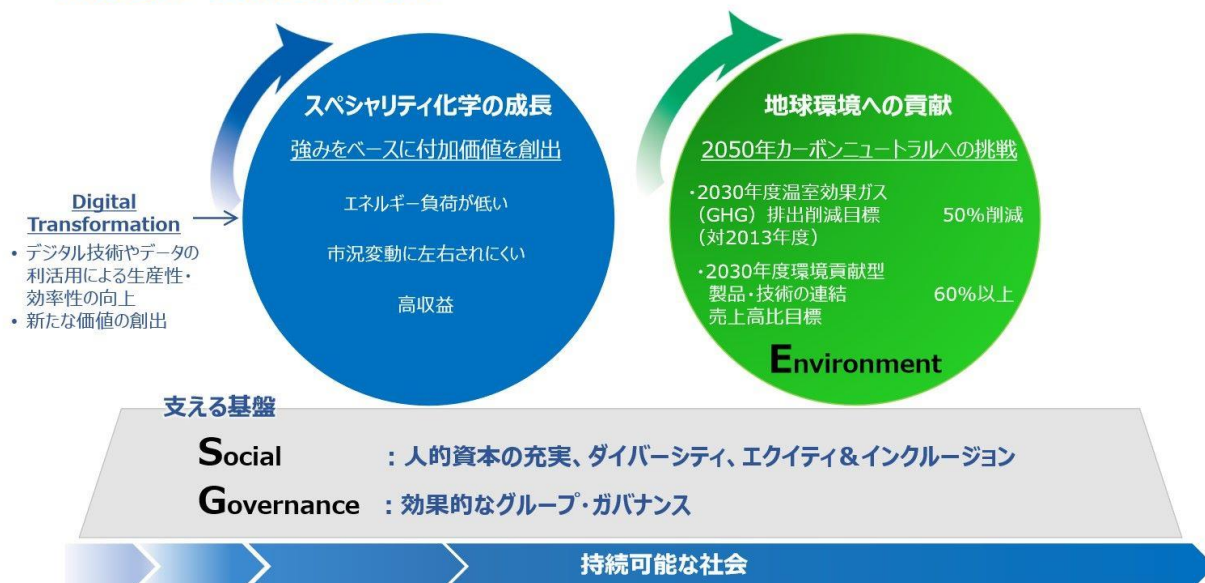 スペシャリティ化学の成長
強みをベースに付加価値を創出
エネルギー負荷が低い
市況変動に左右されにくい
高収益
Digital
Transformation
• デジタル技術やデータの
利活用による生産性・
効率性の向上
• 新たな価値の創出
地球環境への貢献
2050年カーボンニュートラルへの挑戦
・2030年度温室効果ガス
(GHG) 排出削減目標 50%削減
(対2013年度)
・2030年度環境貢献型
製品・技術の連結 60%以上
売上高比目標
Environment
支える基盤
Social :人的資本の充実、ダイバーシティ、エクイティ&インクルージョン
Governance :効果的なグループ・ガバナンス
持続可能な社会